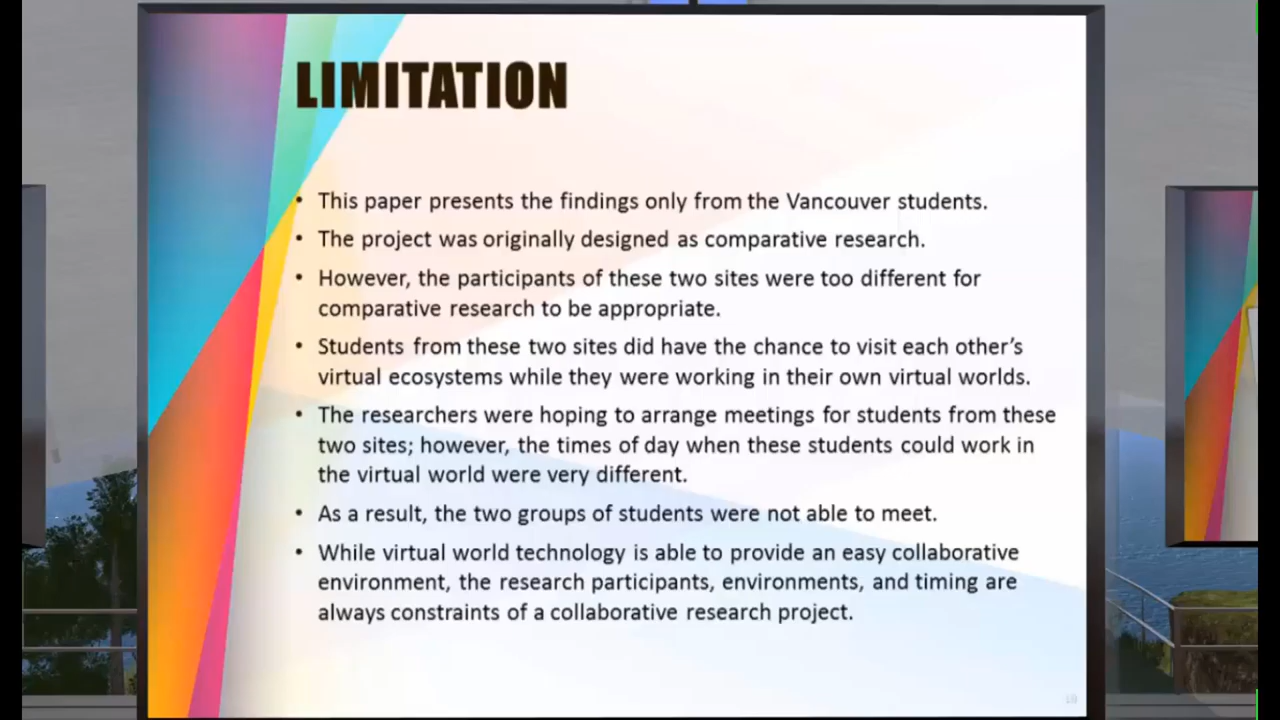 LIMITATION
• This paper presents the findings only from the Vancouver students.
• The project was originally designed as comparative research.
• However, the participants of these two sites were too different for
comparative research to be appropriate.
• Students from these two sites did have the chance to visit each other's
virtual ecosystems while they were working in their own virtual worlds.
• The researchers were hoping to arrange meetings for students from these
two sites; however, the times of day when these students could work in
the virtual world were very different.
• As a result, the two groups of students were not able to meet.
• While virtual world technology is able to provide an easy collaborative
environment, the research participants, environments, and timing are
always constraints of a collaborative research project.